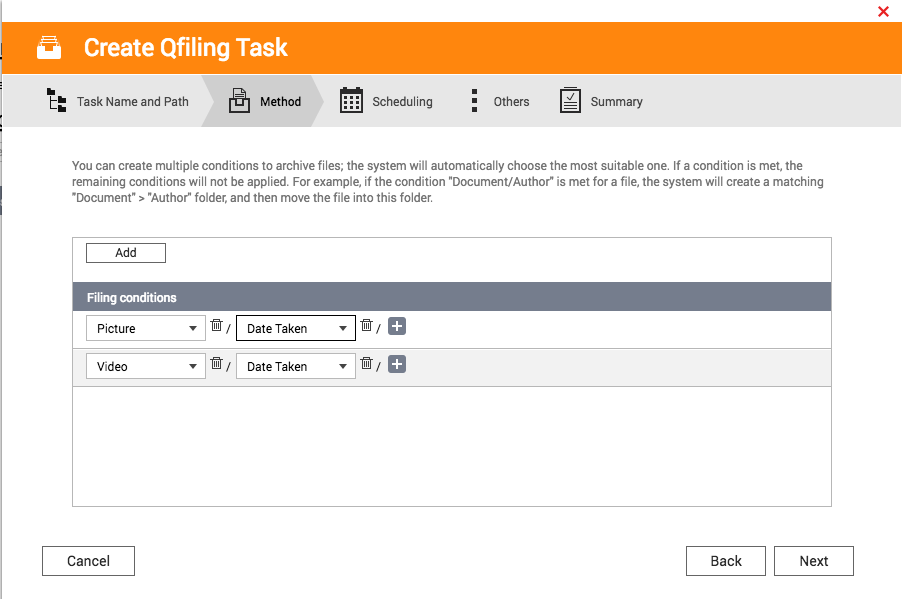 Create Qfiling Task
Task Name and Path Method Scheduling Others Summary
You can create multiple conditions to archive files; the system will automatically choose the most suitable one. If a condition is met, the
remaining conditions will not be applied. For example, if the condition "Document/Author" is met for a file, the system will create a matching
"Document" > "Author" folder, and then move the file into this folder.
Add
Filing conditions
Picture / Date Taken / +
Video / Date Taken / +
Cancel Back Next